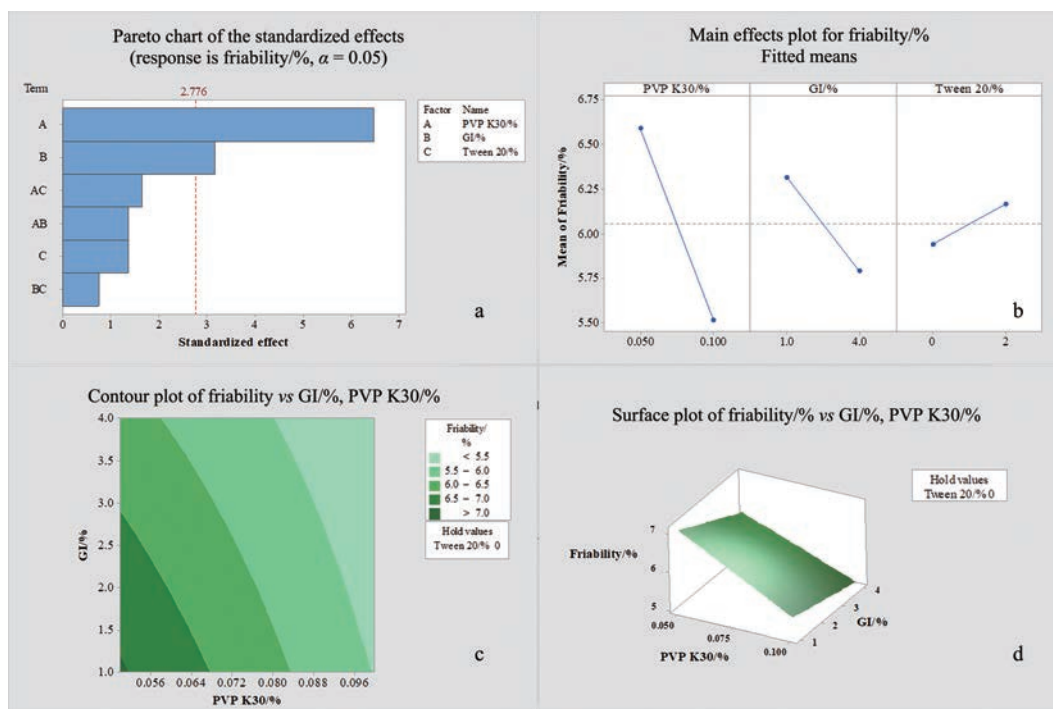 Pareto chart of the standardized effects
(response is friability/%, α = 0.05)
Term
2.776
A
B
AC
AB
C
BC
0 1 2 3 4 5 6 7
Standardized effect
Factor Name
A PVP K30/%
B GI/%
C Tween 20/%
a
Main effects plot for friabilty/%
Fitted means
PVP K30/% GI/% Tween 20/%
Mean of Friability/%
6.75
6.50
6.25
6.00
5.75
5.50
0.050 0.100 1.0 4.0 0 2
b
Contour plot of friability vs GI/%, PVP K30/%
GI/%
4.0
3.5
3.0
2.5
2.0
1.5
1.0
0.056 0.064 0.072 0.080 0.088 0.096
PVP K30/%
Friability/
%
< 5.5
5.5 – 6.0
6.0 – 6.5
6.5 – 7.0
> 7.0
Hold values
Tween 20/% 0
c
Surface plot of friability/% vs GI/%, PVP K30/%
Hold values
Tween 20/% 0
Friability/%
7
6
5
0.050
0.075
0.100
PVP K30/%
1
2
3
4
GI/%
d